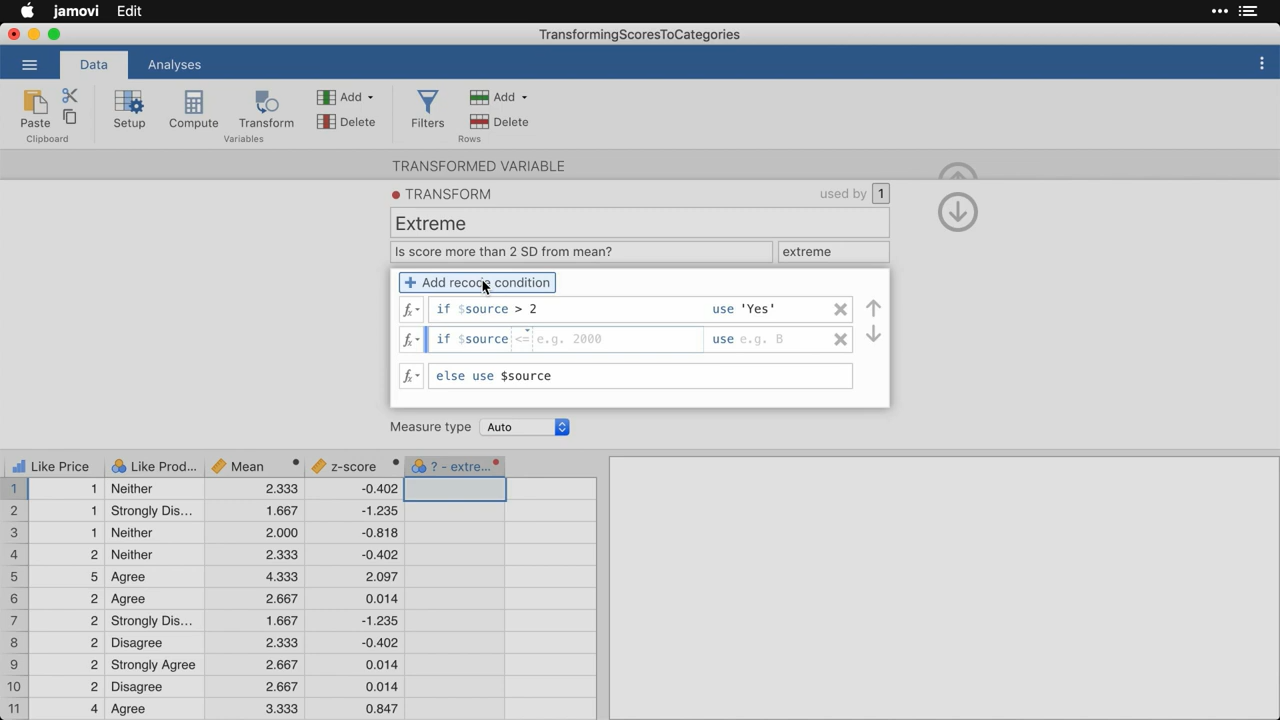 jamovi Edit
TransformingScoresToCategories
Data Analyses
Paste Setup Compute Transform Add Delete Filters Add Delete
Clipboard Variables Rows
TRANSFORMED VARIABLE
TRANSFORM used by 1
Extreme
Is score more than 2 SD from mean? extreme
+ Add recode condition
fx if $source > 2 use 'Yes'
fx if $source <= e.g. 2000 use e.g. B
fx else use $source
Measure type Auto
Like Price Like Prod... Mean z-score ? - extre...
1 1 Neither 2.333 -0.402
2 1 Strongly Dis... 1.667 -1.235
3 1 Neither 2.000 -0.818
4 2 Neither 2.333 -0.402
5 5 Agree 4.333 2.097
6 2 Agree 2.667 0.014
7 2 Strongly Dis... 1.667 -1.235
8 2 Disagree 2.333 -0.402
9 2 Strongly Agree 2.667 0.014
10 2 Disagree 2.667 0.014
11 4 Agree 3.333 0.847